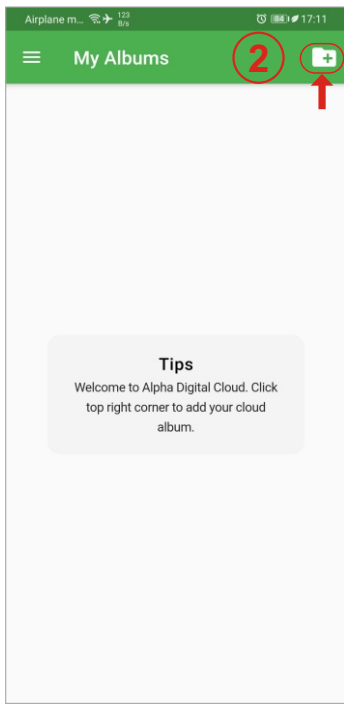 Airplane m... 123 B/s 84 17:11
My Albums 2
Tips
Welcome to Alpha Digital Cloud. Click
top right corner to add your cloud
album.